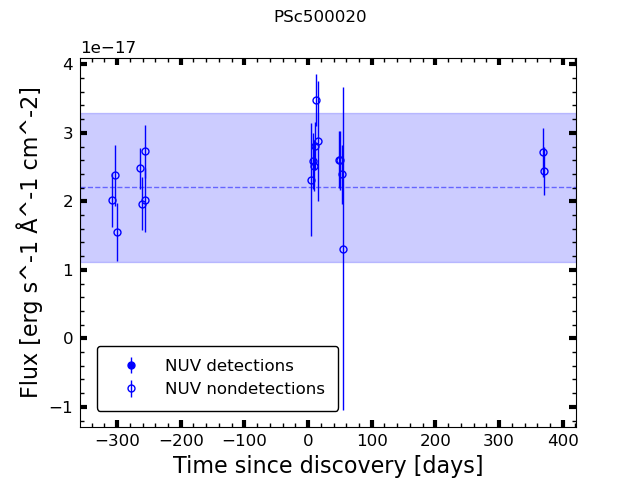 PSc500020
1e−17
4
3
2
1
0
−1
Flux [erg s^-1 Å^-1 cm^-2]
NUV detections
NUV nondetections
−300 −200 −100 0 100 200 300 400
Time since discovery [days]